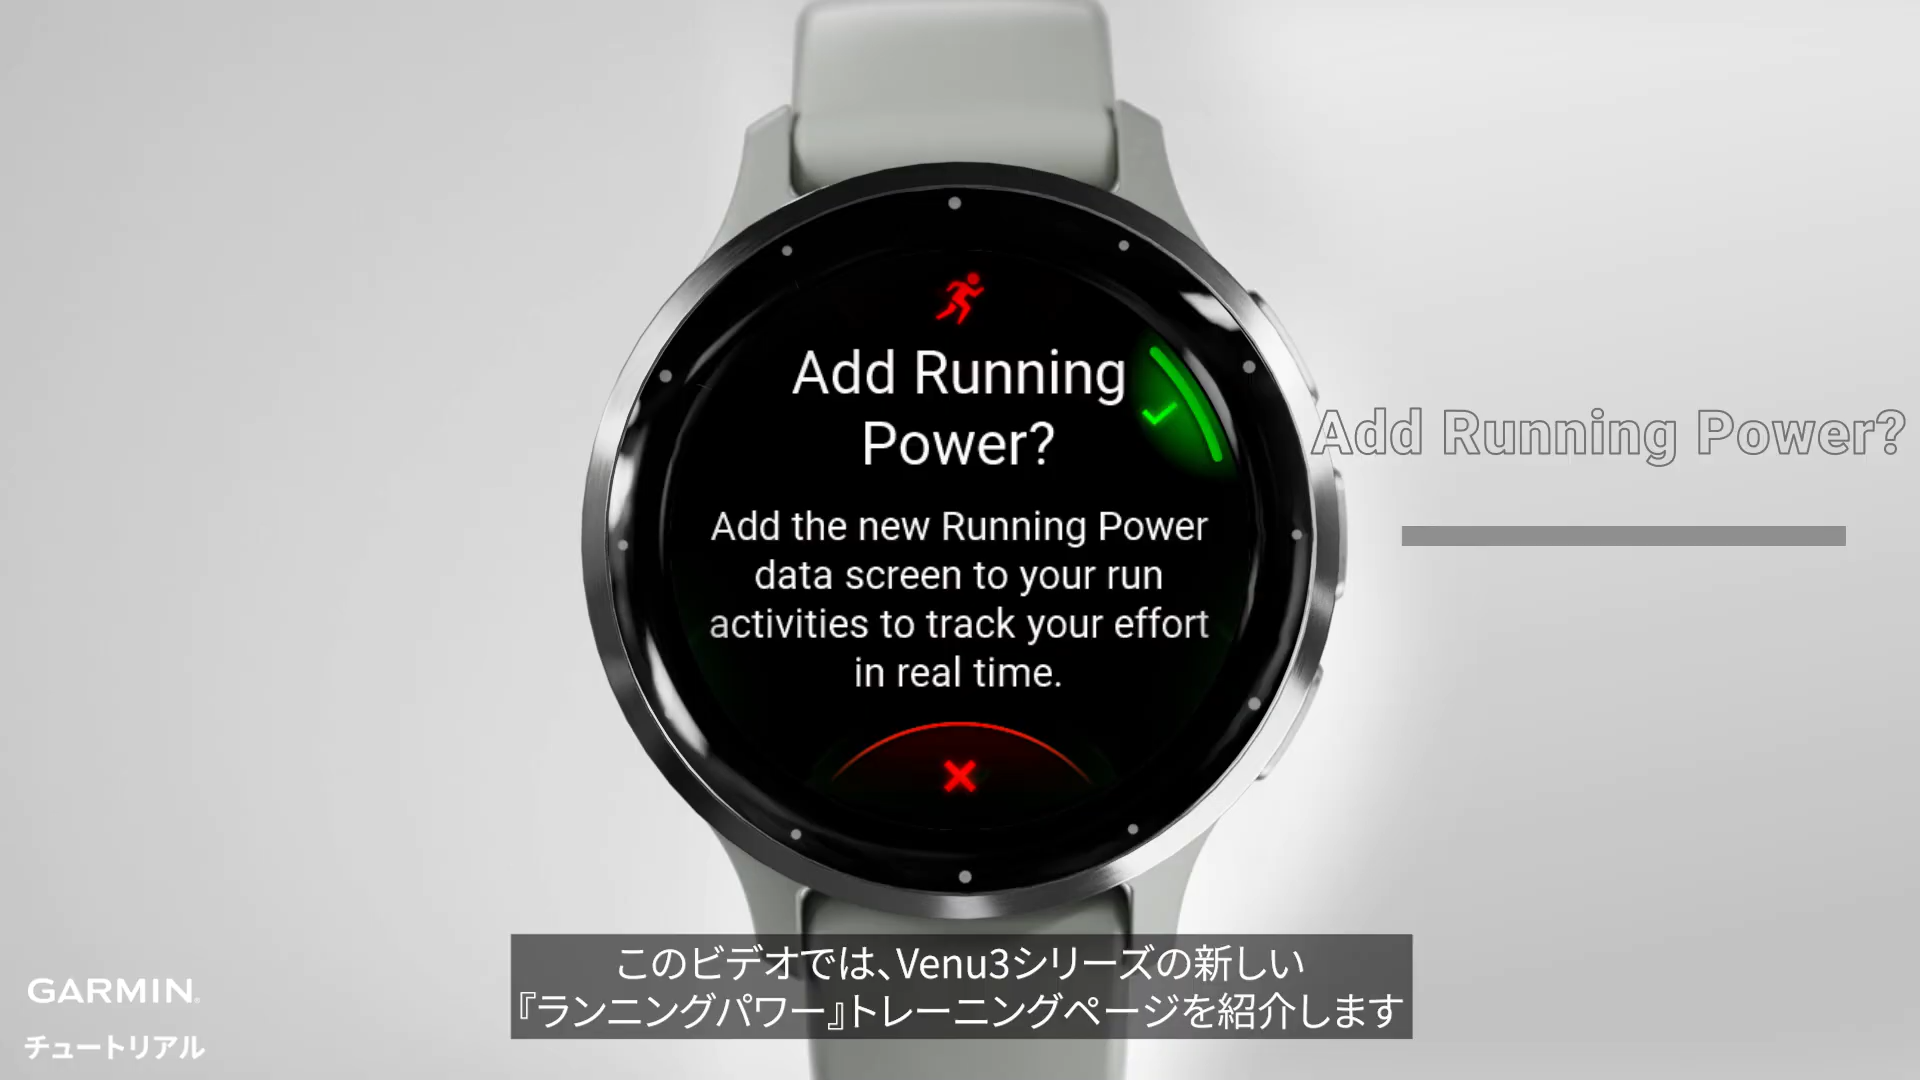 Add Running
Power?
Add the new Running Power
data screen to your run
activities to track your effort
in real time.
Add Running Power?
このビデオでは、Venu3シリーズの新しい
『ランニングパワー』トレーニングページを紹介します
GARMIN.
チュートリアル